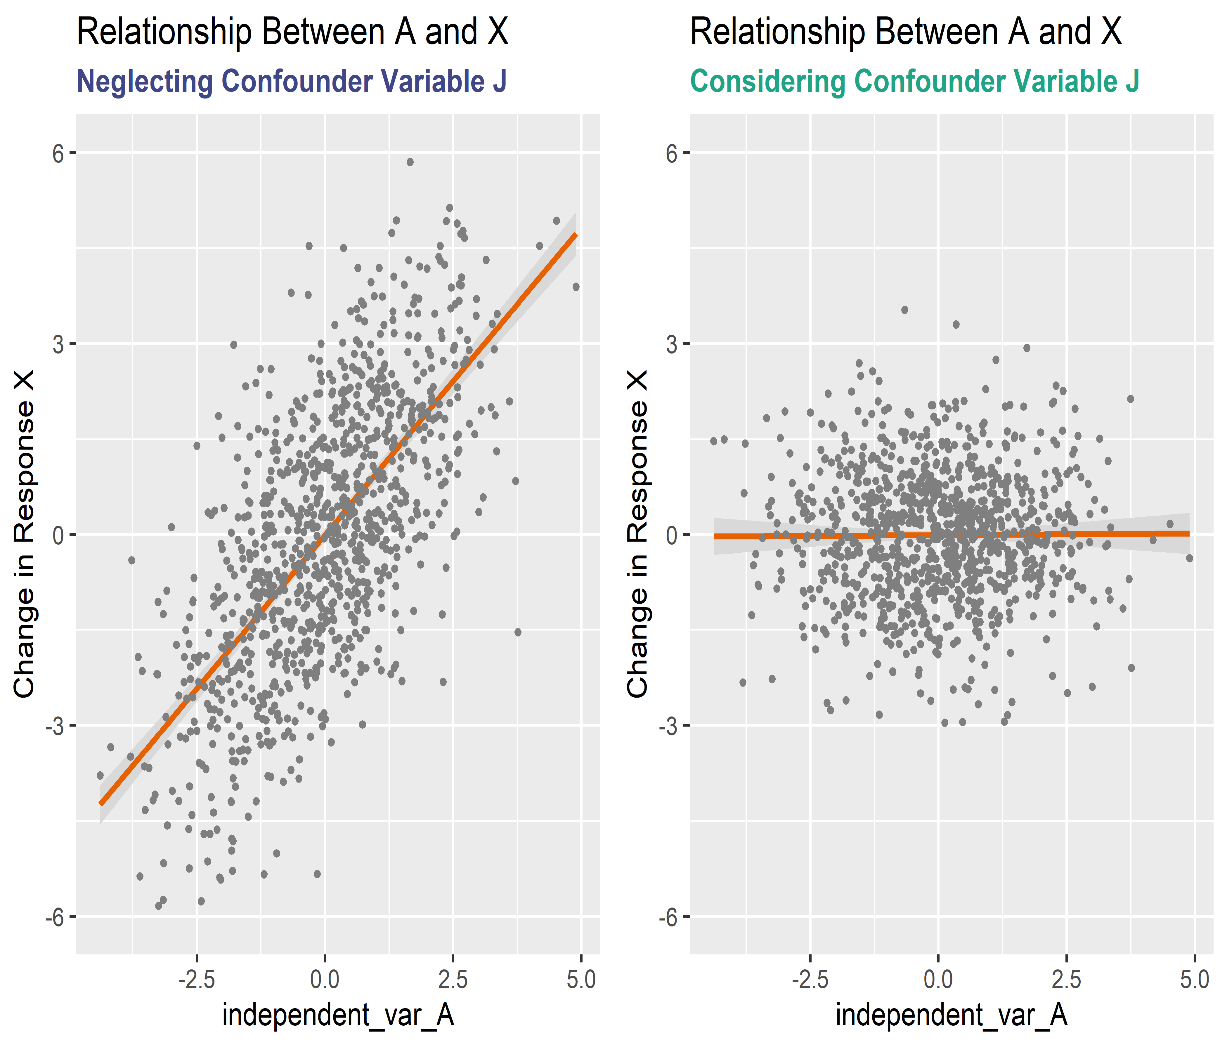 Relationship Between A and X
Neglecting Confounder Variable J
6
3
0
-3
-6
Change in Response X
-2.5 0.0 2.5 5.0
independent_var_A
Relationship Between A and X
Considering Confounder Variable J
6
3
0
-3
-6
Change in Response X
-2.5 0.0 2.5 5.0
independent_var_A